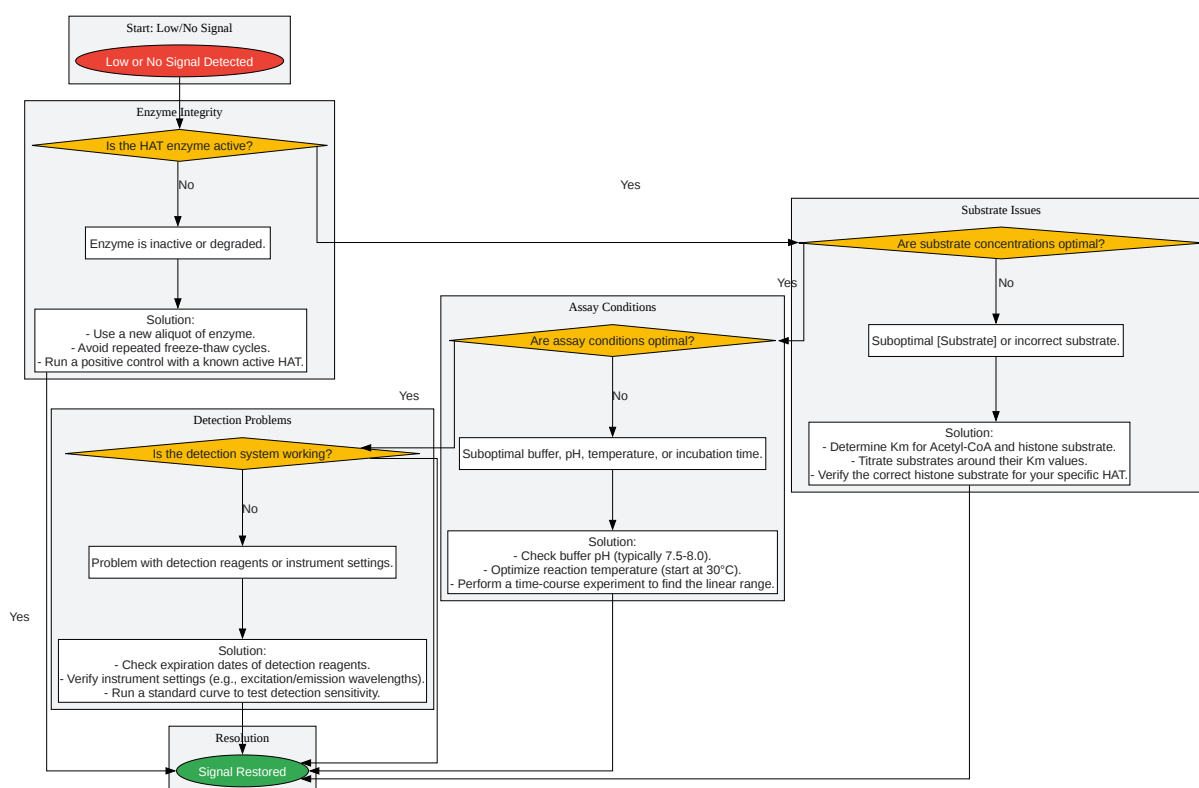 Start: Low/No Signal
Low or No Signal Detected
Enzyme Integrity
Is the HAT enzyme active?
No
Yes
Enzyme is inactive or degraded.
Solution:
- Use a new aliquot of enzyme.
- Avoid repeated freeze-thaw cycles.
- Run a positive control with a known active HAT.
Substrate Issues
Are substrate concentrations optimal?
No
Yes
Suboptimal [Substrate] or incorrect substrate.
Solution:
- Determine Km for Acetyl-CoA and histone substrate.
- Titrate substrates around their Km values.
- Verify the correct histone substrate for your specific HAT.
Assay Conditions
Are assay conditions optimal?
No
Yes
Suboptimal buffer, pH, temperature, or incubation time.
Solution:
- Check buffer pH (typically 7.5-8.0).
- Optimize reaction temperature (start at 30°C).
- Perform a time-course experiment to find the linear range.
Detection Problems
Is the detection system working?
No
Problem with detection reagents or instrument settings.
Yes
Solution:
- Check expiration dates of detection reagents.
- Verify instrument settings (e.g., excitation/emission wavelengths).
- Run a standard curve to test detection sensitivity.
Resolution
Signal Restored